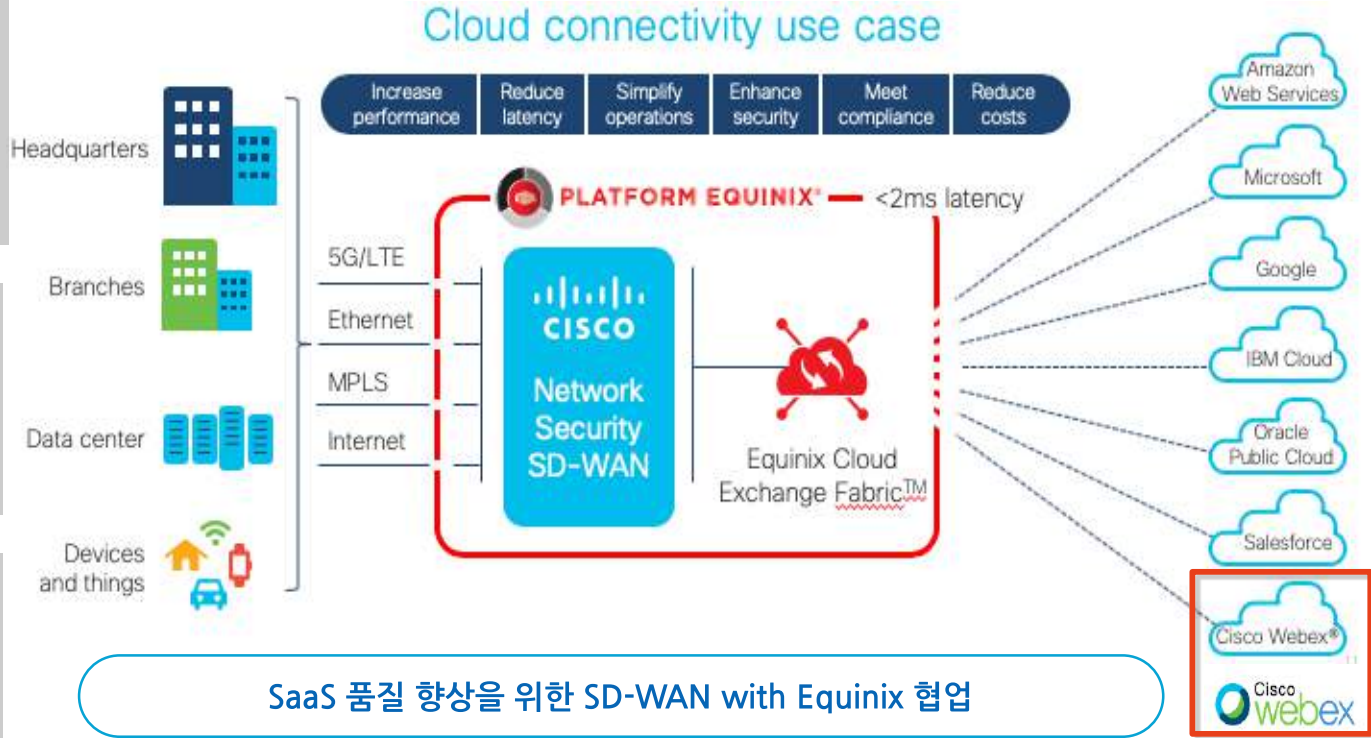 Cloud connectivity use case
Increase
performance
Reduce
latency
Simplify
operations
Enhance
security
Meet
compliance
Reduce
costs
Headquarters
Branches
Data center
Devices
and things
5G/LTE
Ethernet
MPLS
Internet
PLATFORM EQUINIX®
<2ms latency
CISCO
Network
Security
SD-WAN
Equinix Cloud
Exchange Fabric™
Amazon
Web Services
Microsoft
Google
IBM Cloud
Oracle
Public Cloud
Salesforce
Cisco Webex®
11
Cisco
webex
SaaS 품질 향상을 위한 SD-WAN with Equinix 협업